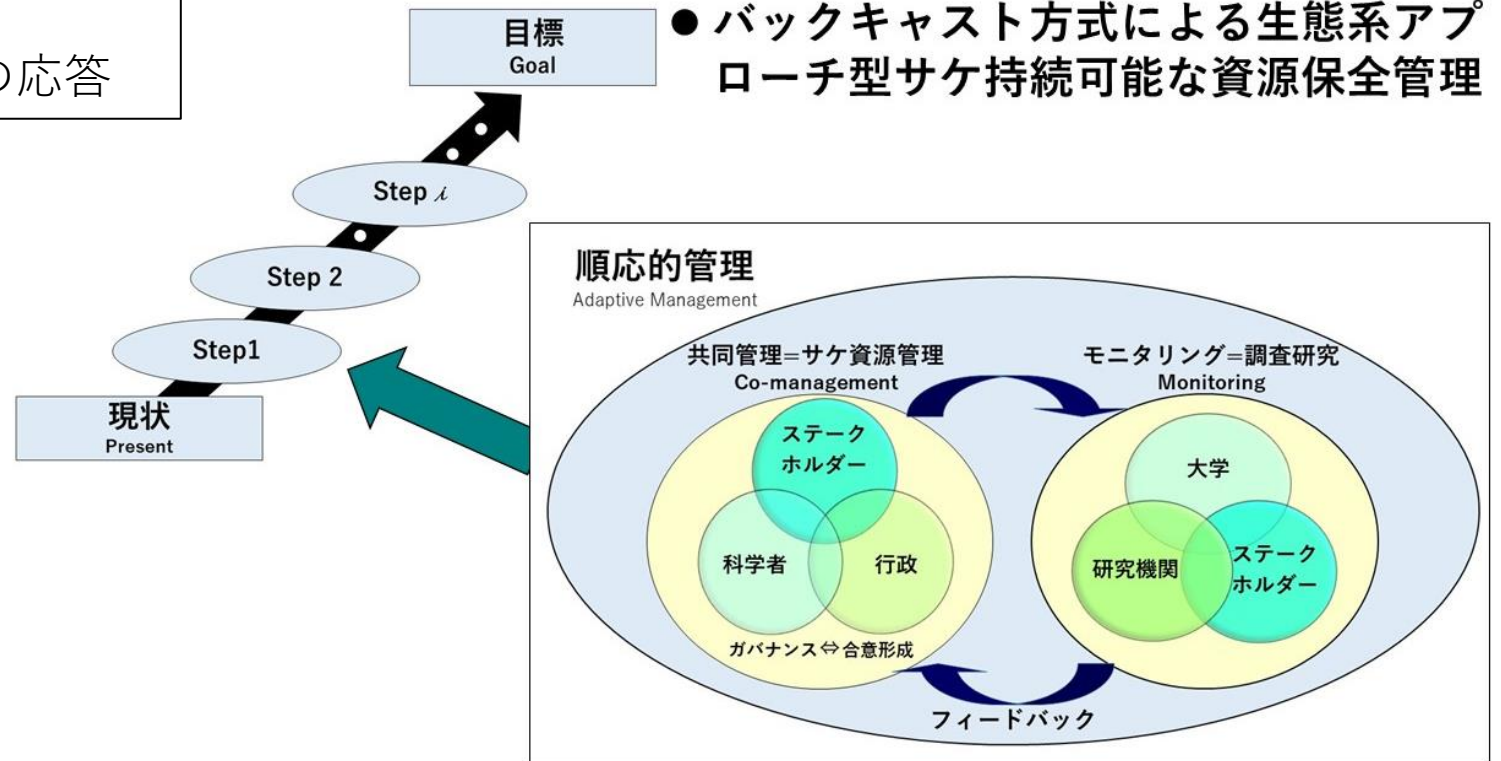 の応答
● バックキャスト方式による生態系アプ
ローチ型サケ持続可能な資源保全管理
目標
Goal
Step i
Step 2
Step1
現状
Present
順応的管理
Adaptive Management
共同管理=サケ資源管理
Co-management
ステーク
ホルダー
科学者
行政
ガバナンス⇔合意形成
モニタリング=調査研究
Monitoring
大学
研究機関
ステーク
ホルダー
フィードバック